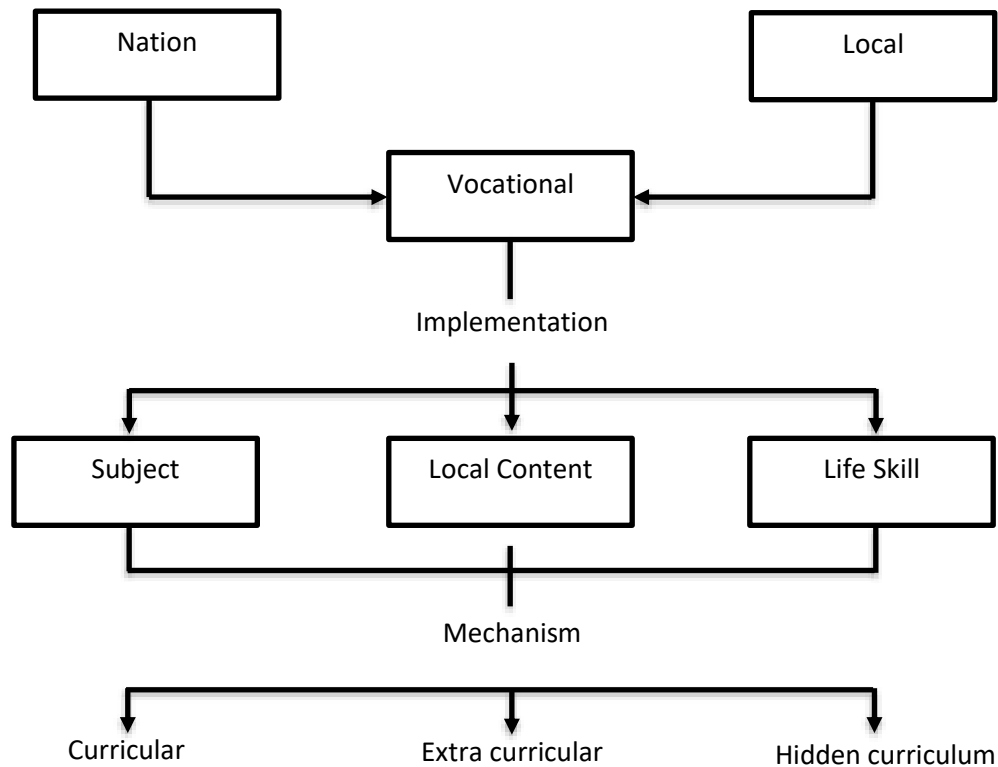 Nation
Local
Vocational
Implementation
Subject
Local Content
Life Skill
Mechanism
Curricular
Extra curricular
Hidden curriculum